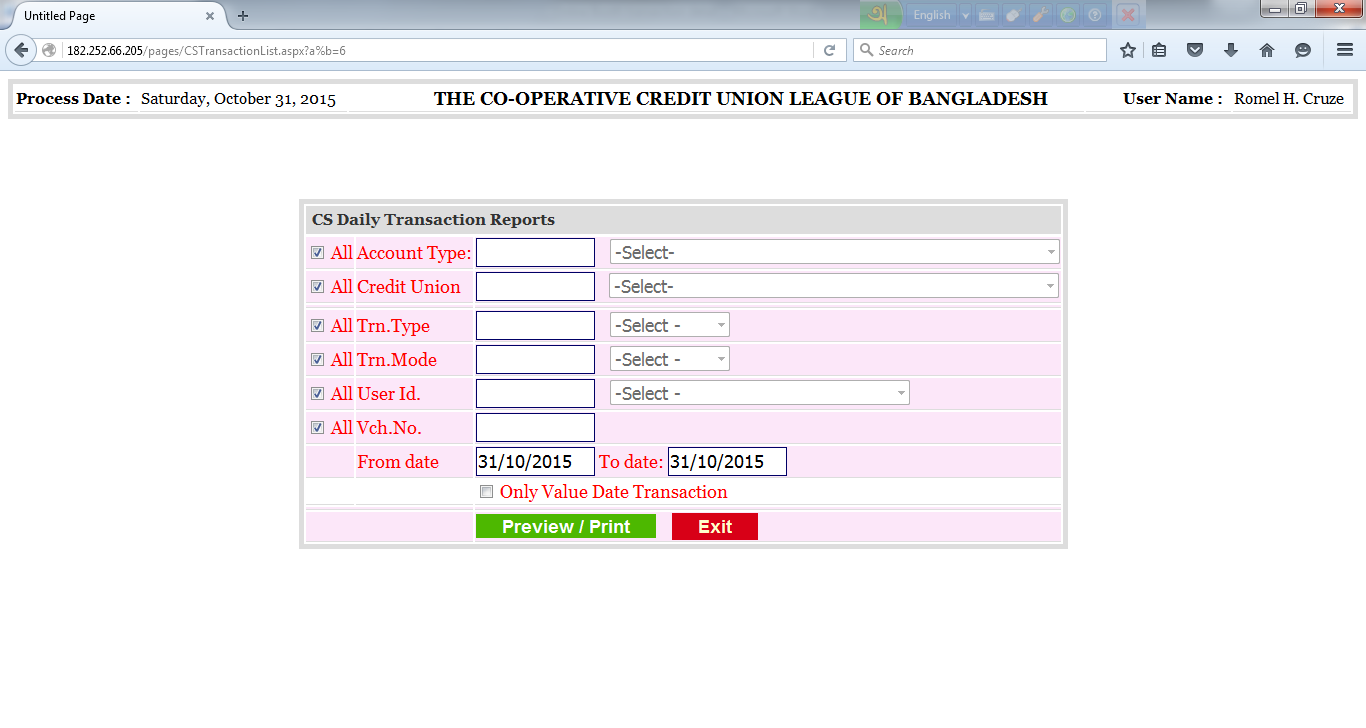 Untitled Page
অ English
182.252.66.205/pages/CSTransactionList.aspx?a%b=6
Search
Process Date : Saturday, October 31, 2015 THE CO-OPERATIVE CREDIT UNION LEAGUE OF BANGLADESH User Name : Romel H. Cruze
CS Daily Transaction Reports
All Account Type: -Select-
All Credit Union -Select-
All Trn.Type -Select -
All Trn.Mode -Select -
All User Id. -Select -
All Vch.No.
From date 31/10/2015 To date: 31/10/2015
Only Value Date Transaction
Preview / Print Exit